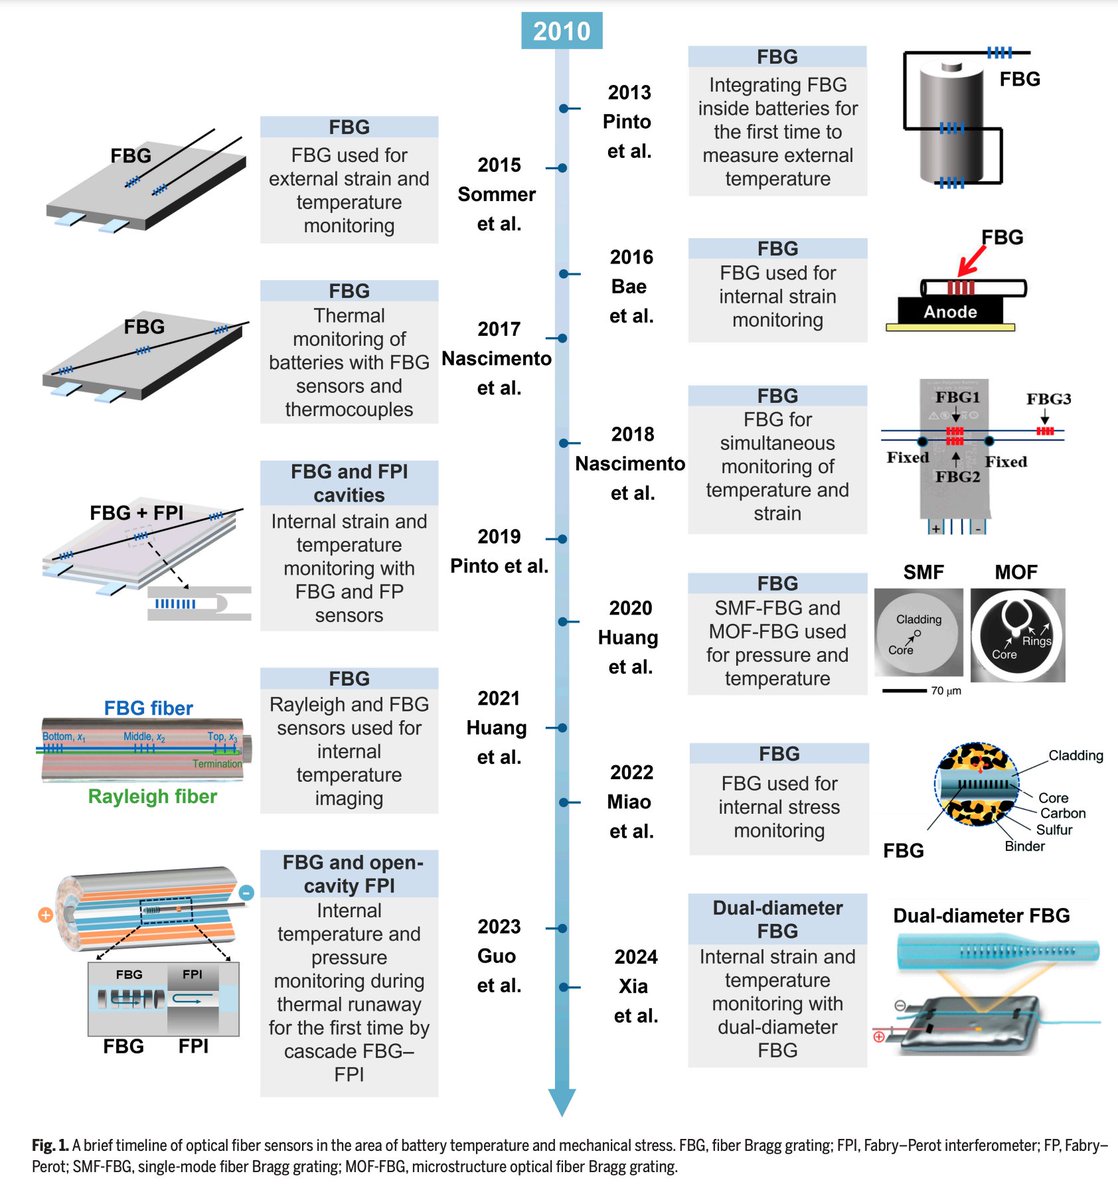 2010
2013
Pinto
et al.
FBG
Integrating FBG
inside batteries for
the first time to
measure external
temperature
FBG
FBG
FBG
FBG used for
external strain and
temperature
monitoring
2015
Sommer
et al.
2016
Bae
et al.
FBG
FBG used for
internal strain
monitoring
FBG
Anode
FBG
FBG
Thermal
monitoring of
batteries with FBG
sensors and
thermocouples
2017
Nascimento
et al.
2018
Nascimento
et al.
FBG
FBG for
simultaneous
monitoring of
temperature and
strain
FBG1
FBG3
Fixed
Fixed
FBG2
+
-
FBG + FPI
FBG and FPI
cavities
Internal strain and
temperature
monitoring with
FBG and FP
sensors
2019
Pinto et al.
2020
Huang
et al.
FBG
SMF-FBG and
MOF-FBG used
for pressure and
temperature
SMF
MOF
Cladding
Core
Rings
Core
70 μm
FBG fiber
Bottom, x1
Middle, x2
Top, x3
Termination
Rayleigh fiber
FBG
Rayleigh and FBG
sensors used for
internal
temperature
imaging
2021
Huang
et al.
2022
Miao
et al.
FBG
FBG used for
internal stress
monitoring
Cladding
Core
Carbon
Sulfur
Binder
FBG
+
−
FBG
FPI
FBG
FPI
FBG and open-
cavity FPI
Internal
temperature and
pressure
monitoring during
thermal runaway
for the first time by
cascade FBG–
FPI
2023
Guo
et al.
2024
Xia
et al.
Dual-diameter
FBG
Internal strain and
temperature
monitoring with
dual-diameter
FBG
Dual-diameter FBG
−
+
Fig. 1. A brief timeline of optical fiber sensors in the area of battery temperature and mechanical stress. FBG, fiber Bragg grating; FPI, Fabry–Perot interferometer; FP, Fabry–
Perot; SMF-FBG, single-mode fiber Bragg grating; MOF-FBG, microstructure optical fiber Bragg grating.